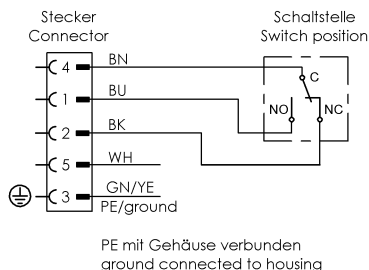 Stecker
Connector
Schaltstelle
Switch position
4 BN
1 BU
2 BK
5 WH
3 GN/YE
PE/ground
C
NO NC
PE mit Gehäuse verbunden
ground connected to housing